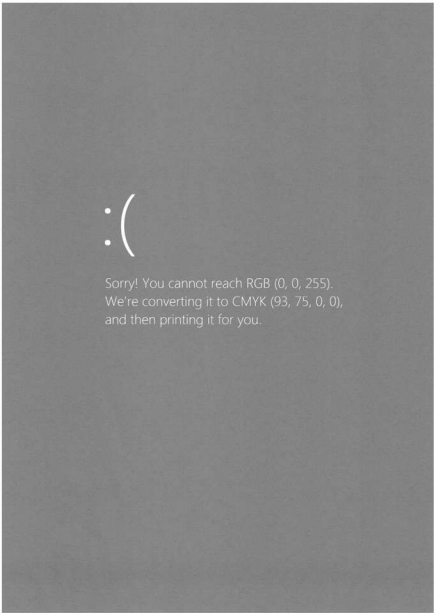 :(
Sorry! You cannot reach RGB (0, 0, 255).
We're converting it to CMYK (93, 75, 0, 0),
and then printing it for you.